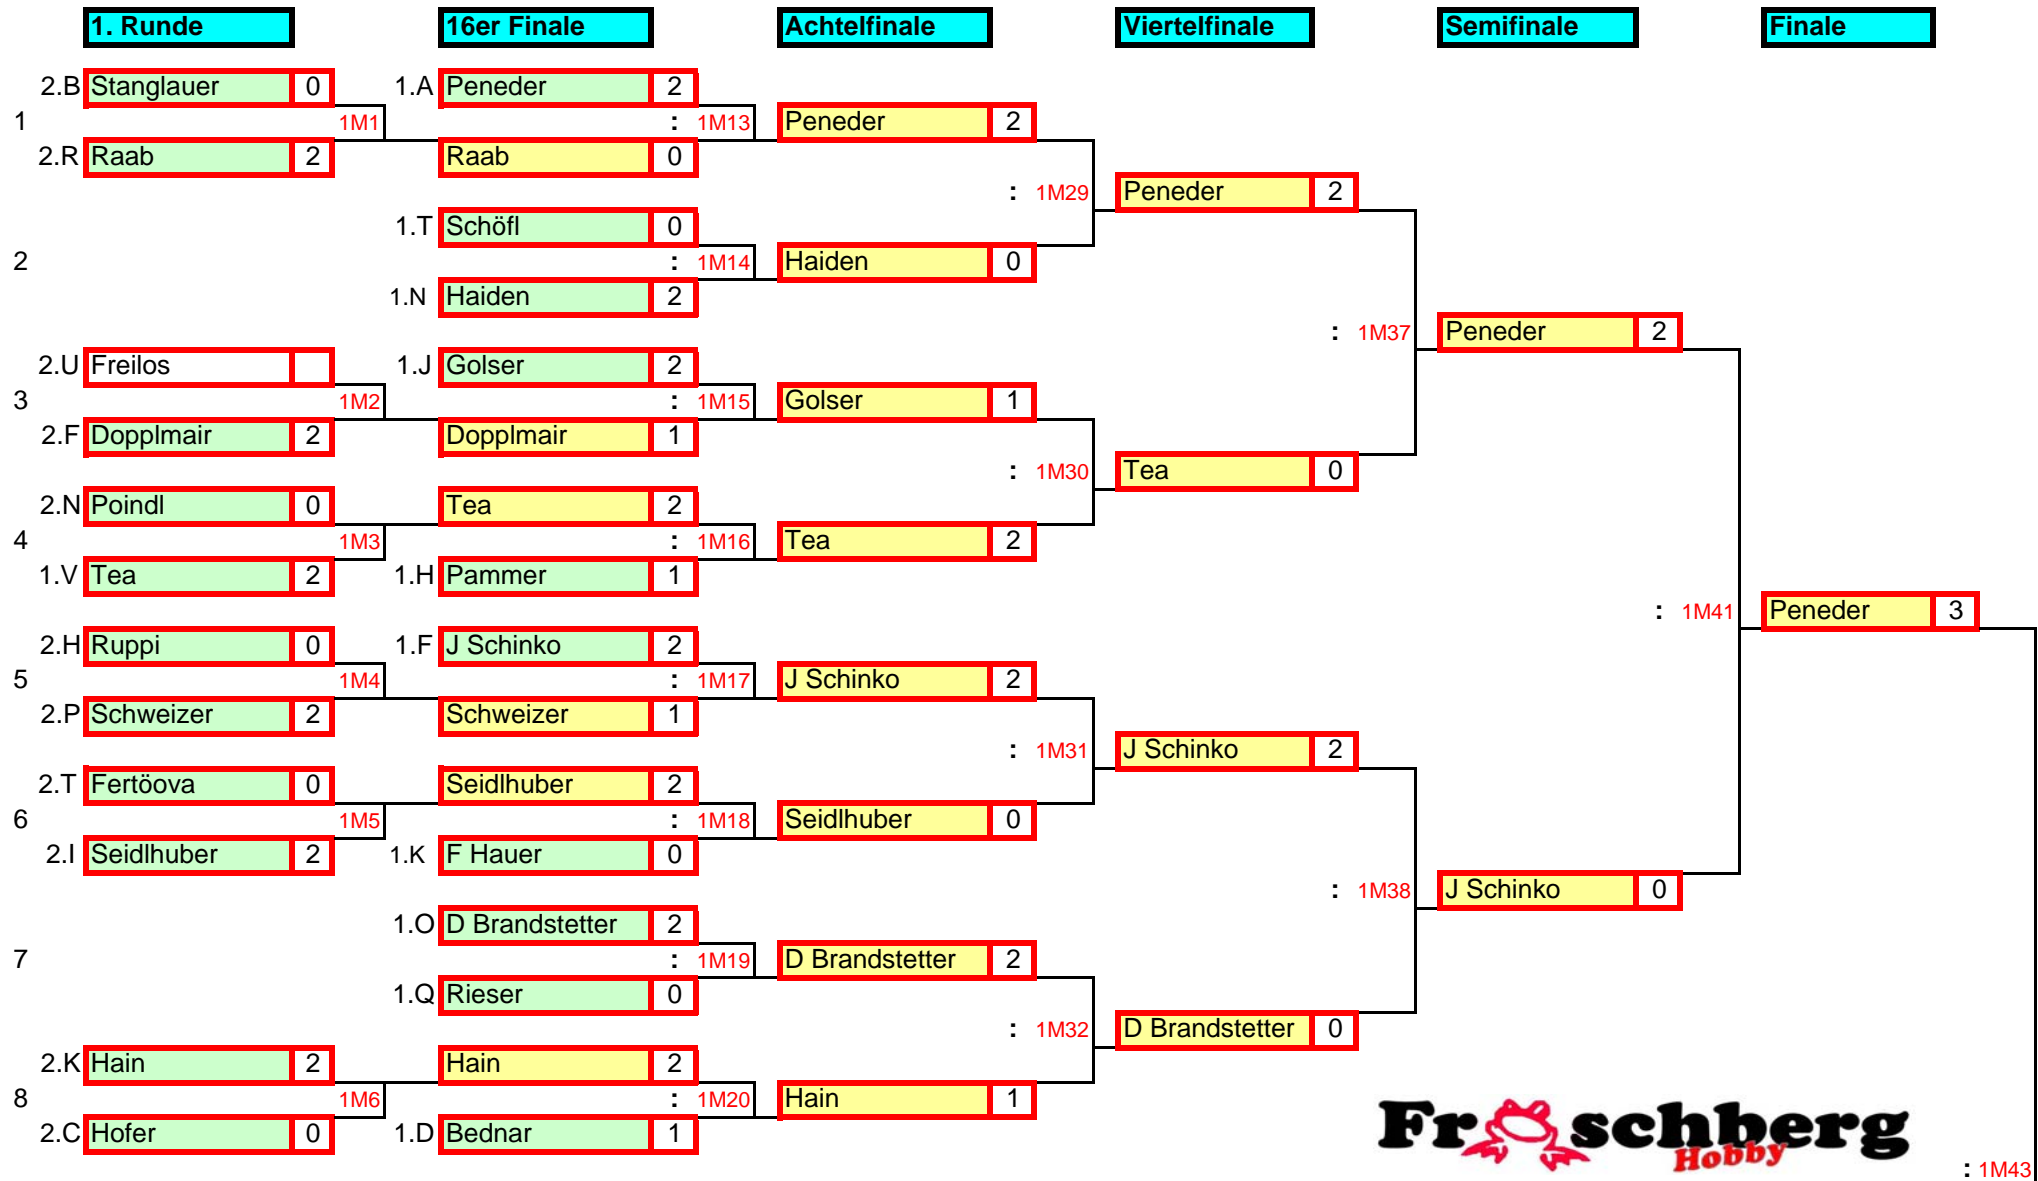 1. Runde 16er Finale Achtelfinale Viertelfinale Semifinale Finale
2.B Stanglauer 0 1.A Peneder 2
1 1M1 : 1M13 Peneder 2
2.R Raab 2 Raab 0
: 1M29 Peneder 2
1.T Schöfl 0
2 : 1M14 Haiden 0
1.N Haiden 2
: 1M37 Peneder 2
2.U Freilos 1.J Golser 2
3 1M2 : 1M15 Golser 1
2.F Dopplmair 2 Dopplmair 1
: 1M30 Tea 0
2.N Poindl 0 Tea 2
4 1M3 : 1M16 Tea 2
1.V Tea 2 1.H Pammer 1
: 1M41 Peneder 3
2.H Ruppi 0 1.F J Schinko 2
5 1M4 : 1M17 J Schinko 2
2.P Schweizer 2 Schweizer 1
: 1M31 J Schinko 2
2.T Fertöova 0 Seidlhuber 2
6 1M5 : 1M18 Seidlhuber 0
2.I Seidlhuber 2 1.K F Hauer 0
: 1M38 J Schinko 0
1.O D Brandstetter 2
7 : 1M19 D Brandstetter 2
1.Q Rieser 0
: 1M32 D Brandstetter 0
2.K Hain 2 Hain 2
8 1M6 : 1M20 Hain 1
2.C Hofer 0 1.D Bednar 1
Fröschberg
Hobby
: 1M43